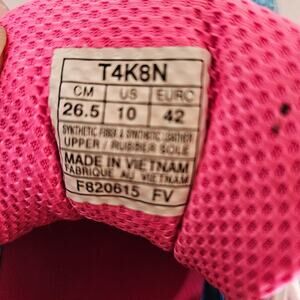 T4K8N
CM US EURO
26.5 10 42
SYNTHETIC FIBER & SYNTHETIC LEATHER
UPPER / RUBBER SOLE
MADE IN VIETNAM
FABRIQUE AU VIETNAM
F820615 FV